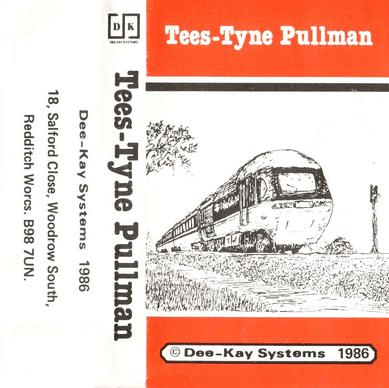 D K
DEE-KAY SYSTEMS
Tees-Tyne Pullman
Dee-Kay Systems 1986
18, Salford Close, Woodrow South,
Redditch Worcs. B98 7UN.
Tees-Tyne Pullman
© Dee-Kay Systems 1986